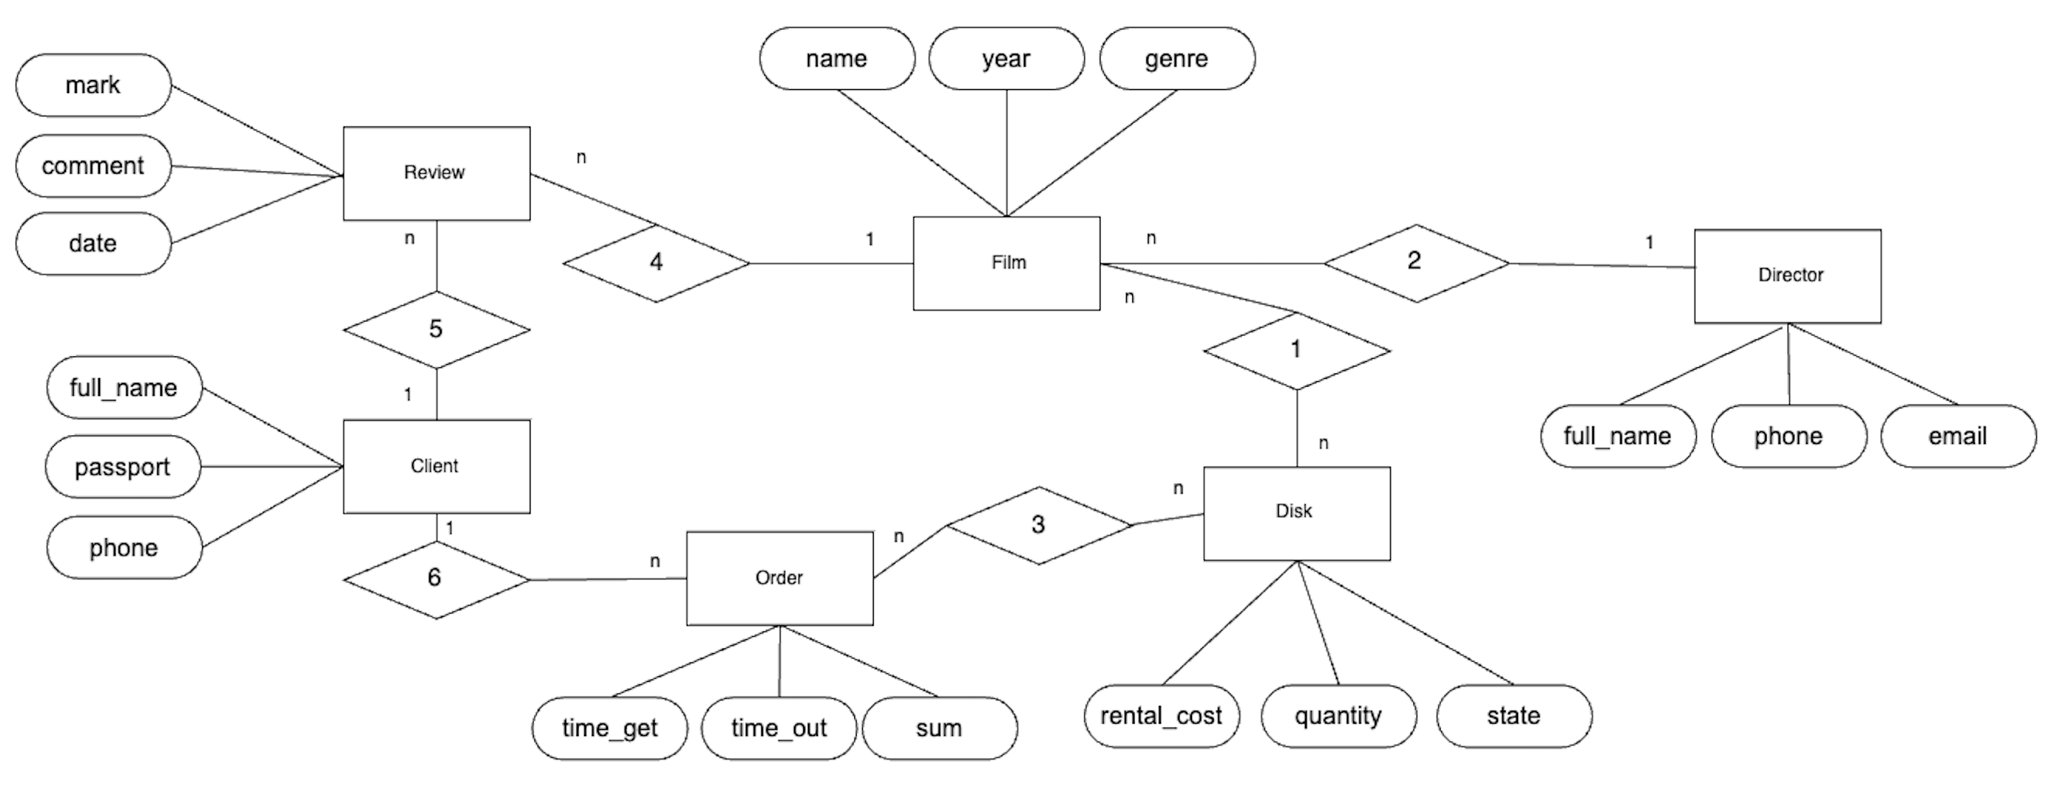 name
year
genre
mark
comment
date
Review
n
n
4
1
Film
n
2
1
Director
n
1
n
full_name
phone
email
n
5
1
full_name
passport
phone
Client
1
6
n
Order
n
3
n
Disk
time_get
time_out
sum
rental_cost
quantity
state